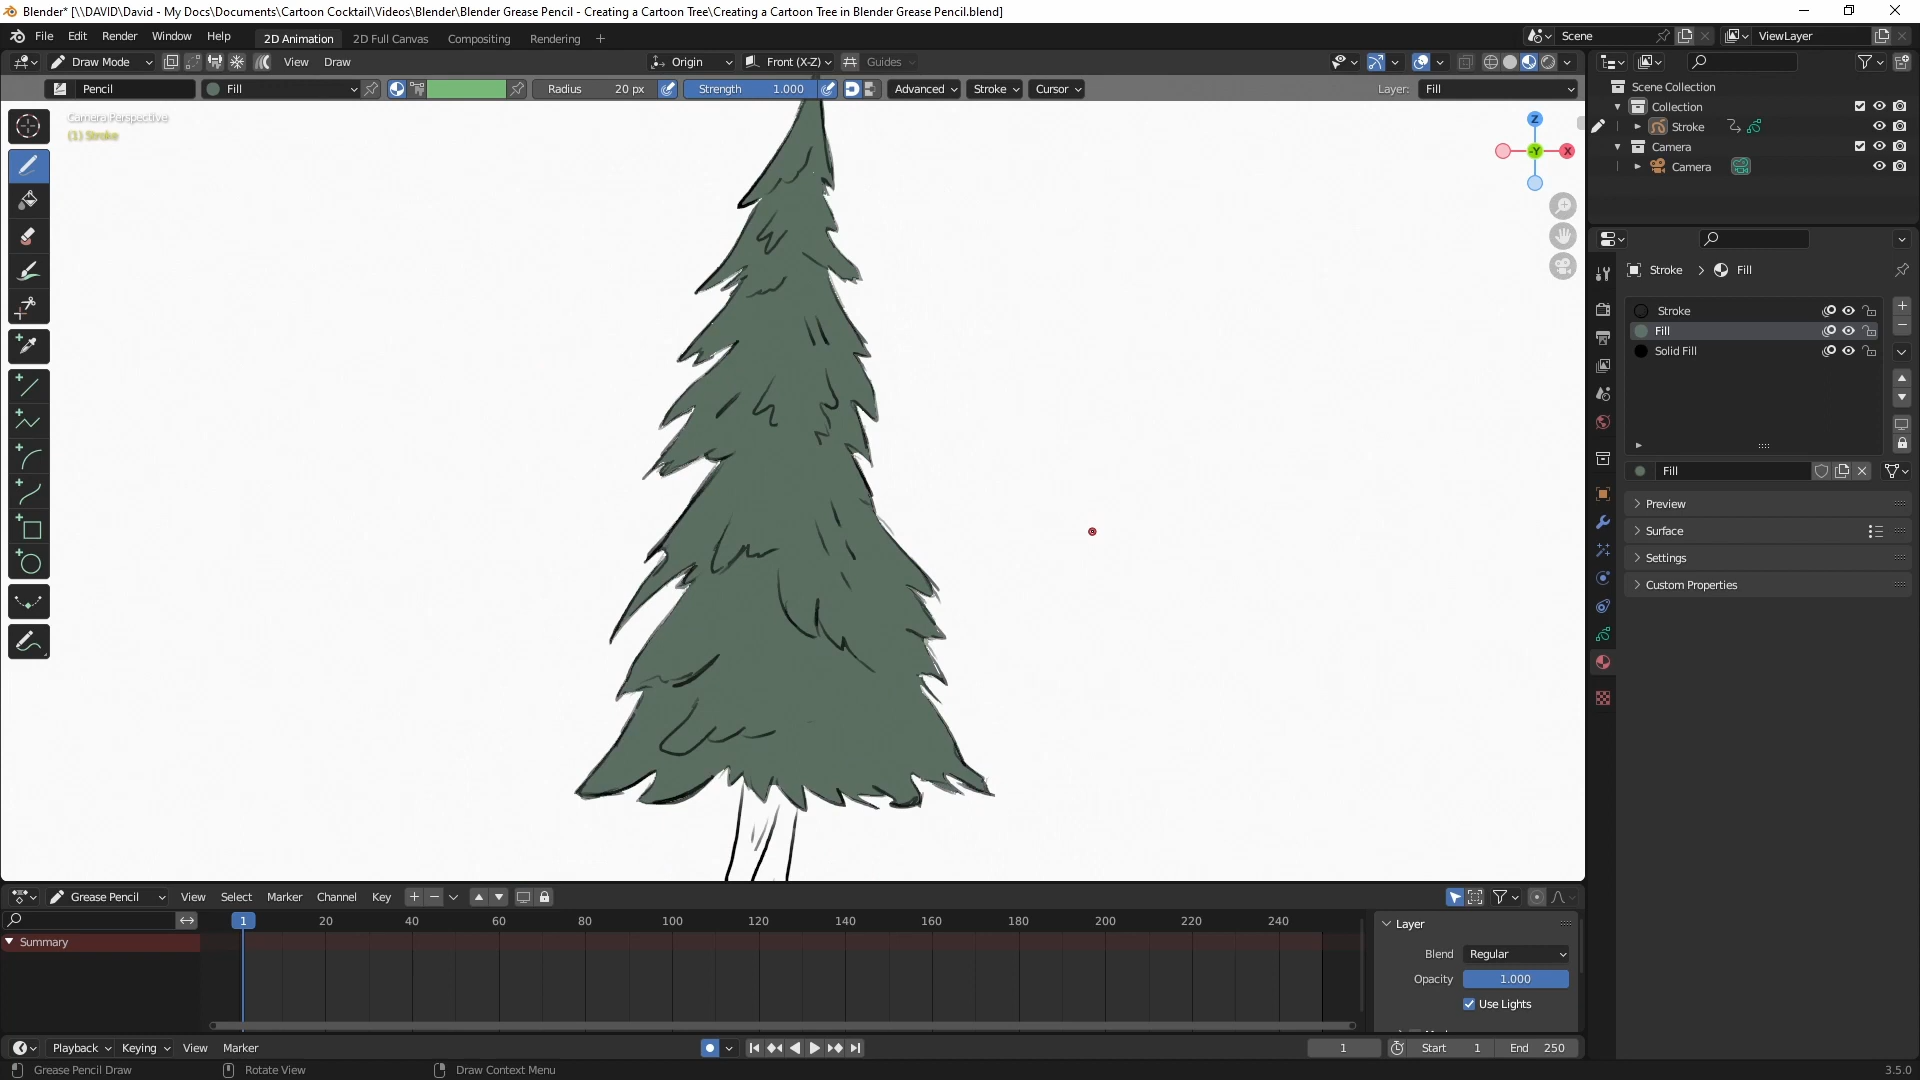 Blender* [\\DAVID\David - My Docs\Documents\Cartoon Cocktail\Videos\Blender\Blender Grease Pencil - Creating a Cartoon Tree\Creating a Cartoon Tree in Blender Grease Pencil.blend]
File Edit Render Window Help 2D Animation 2D Full Canvas Compositing Rendering + Scene ViewLayer
Draw Mode View Draw Origin Front (X-Z) Guides
Pencil Fill Radius 20 px Strength 1.000 Advanced Stroke Cursor Layer: Fill
Camera Perspective
(1) Stroke
Z
-Y X
Scene Collection
Collection
Stroke
Camera
Camera
Stroke Fill
Stroke
Fill
Solid Fill
Fill
Preview
Surface
Settings
Custom Properties
Grease Pencil View Select Marker Channel Key
1 20 40 60 80 100 120 140 160 180 200 220 240
Summary
Layer
Blend Regular
Opacity 1.000
Use Lights
Playback Keying View Marker 1 Start 1 End 250
Grease Pencil Draw Rotate View Draw Context Menu 3.5.0